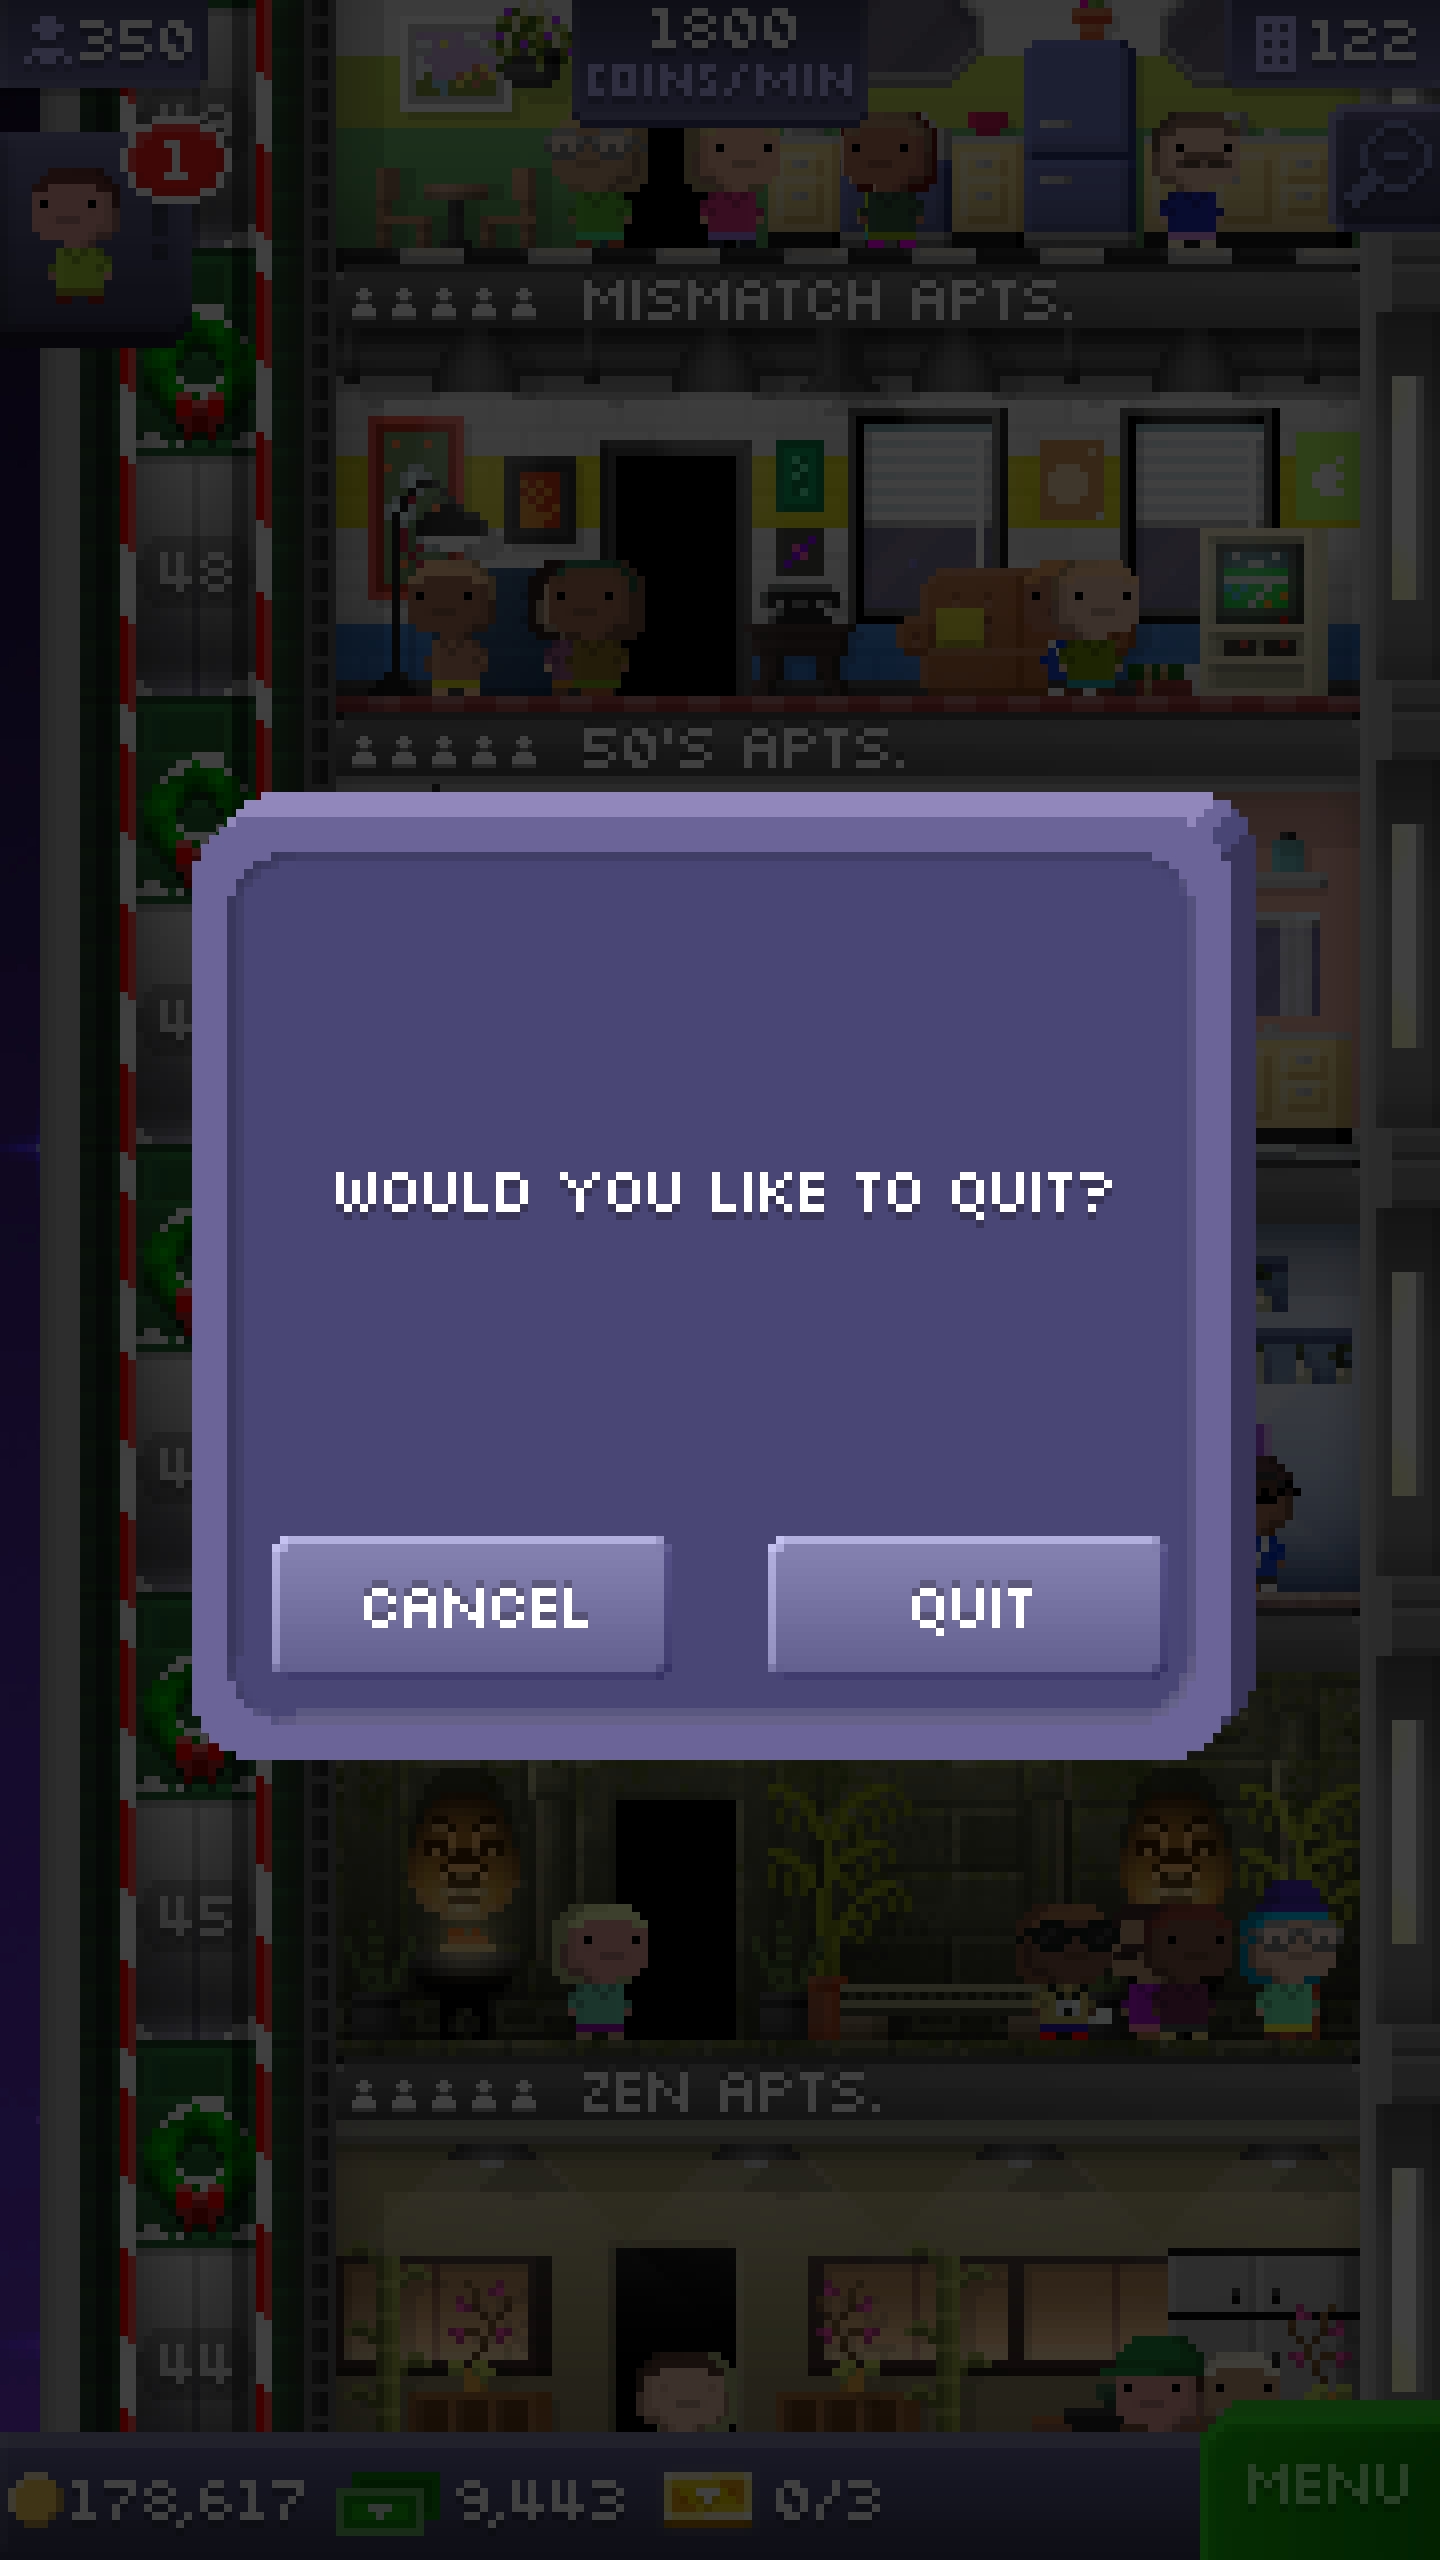 350
1800
COINS/MIN
122
1
MISMATCH APTS.
48
50'S APTS.
WOULD YOU LIKE TO QUIT?
CANCEL
QUIT
45
ZEN APTS.
44
178,617
9,443
0/3
MENU